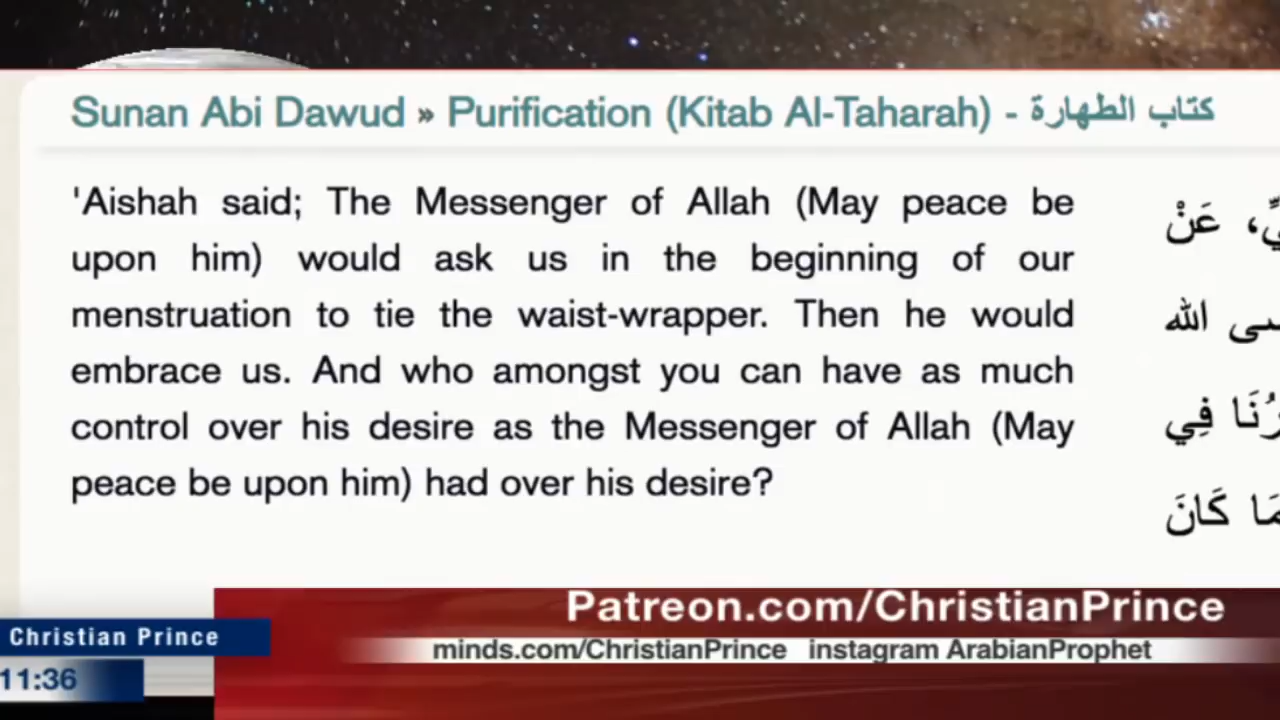 Sunan Abi Dawud » Purification (Kitab Al-Taharah) - كتاب الطهارة
'Aishah said; The Messenger of Allah (May peace be
upon him) would ask us in the beginning of our
menstruation to tie the waist-wrapper. Then he would
embrace us. And who amongst you can have as much
control over his desire as the Messenger of Allah (May
peace be upon him) had over his desire?
عَنْ
الله
فِي
كَانَ
Patreon.com/ChristianPrince
Christian Prince
minds.com/ChristianPrince instagram ArabianProphet
11:36